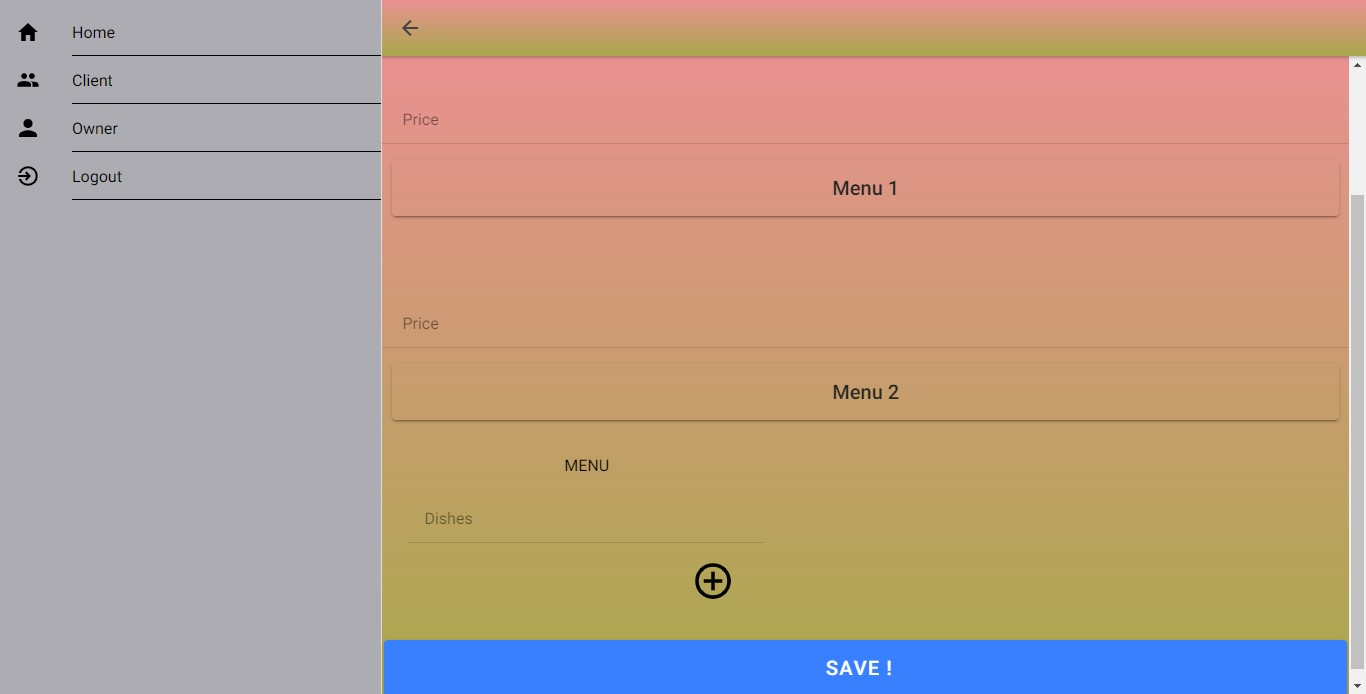 Home
Client
Owner
Logout
Price
Menu 1
Price
Menu 2
MENU
Dishes
SAVE !